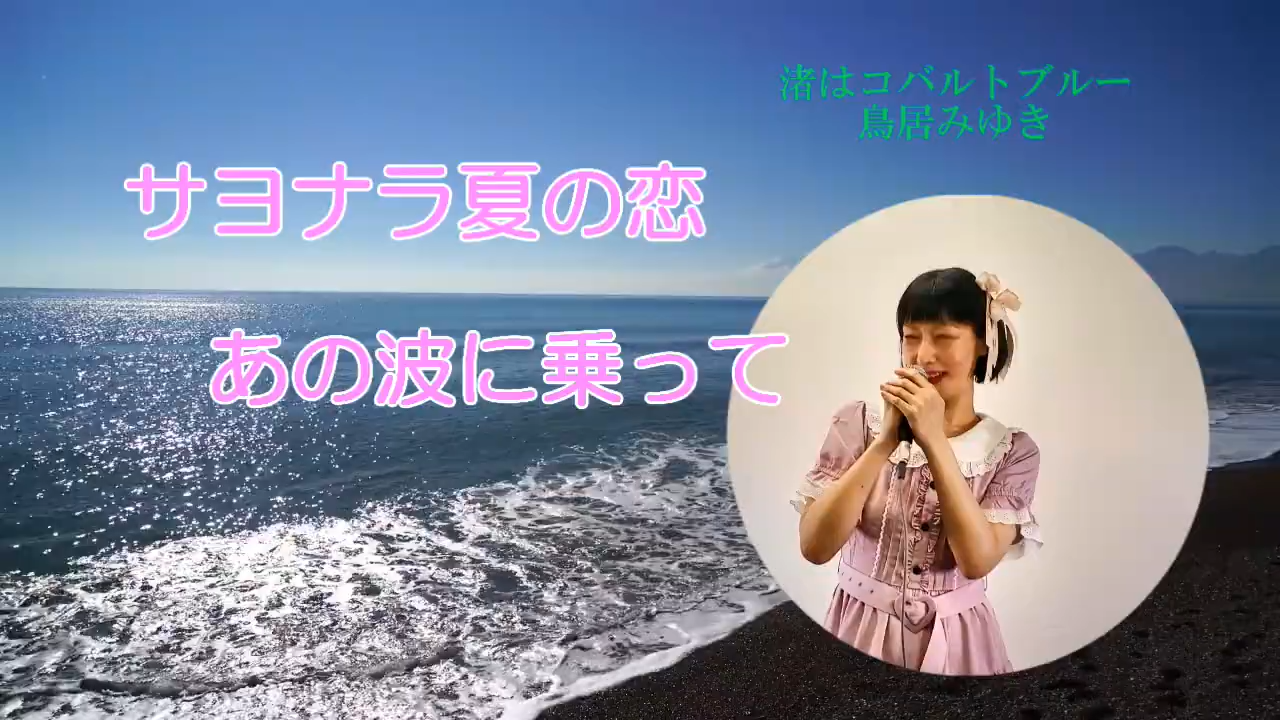 渚はコバルトブルー
鳥居みゆき
サヨナラ夏の恋
あの波に乗って